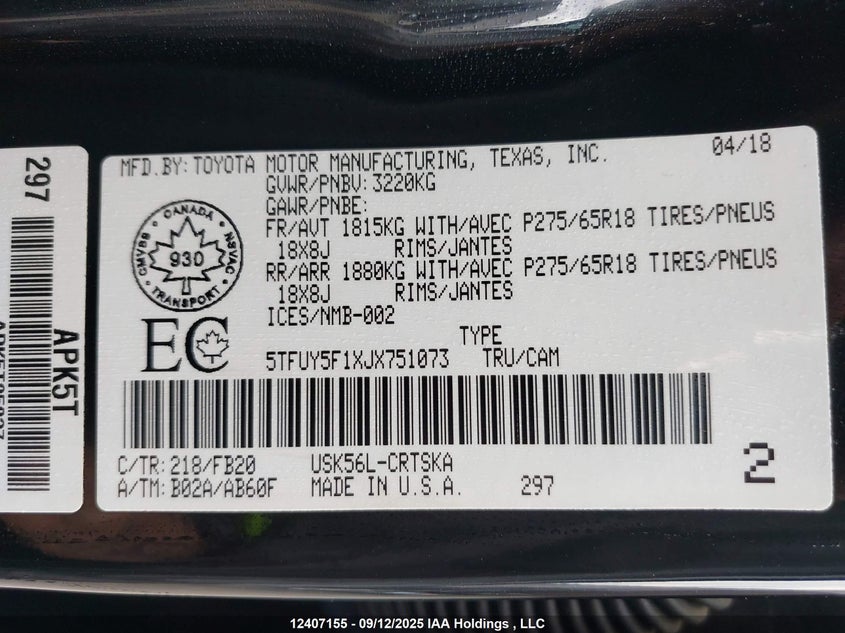 MFD.BY: TOYOTA MOTOR MANUFACTURING, TEXAS, INC. 04/18
GVWR/PNBV: 3220KG
GAWR/PNBE:
FR/AVT 1815KG WITH/AVEC P275/65R18 TIRES/PNEUS
18X8J RIMS/JANTES
RR/ARR 1880KG WITH/AVEC P275/65R18 TIRES/PNEUS
18X8J RIMS/JANTES
ICES/NMB-002
TYPE
5TFUY5F1XJX751073 TRU/CAM
CANADA
CMVSS 930 NSVAC
TRANSPORT
EC
C/TR: 218/FB20 USK56L-CRTSKA
A/TM: B02A/AB60F MADE IN U.S.A. 297
2
297
APK5T
12407155 - 09/12/2025 IAA Holdings, LLC